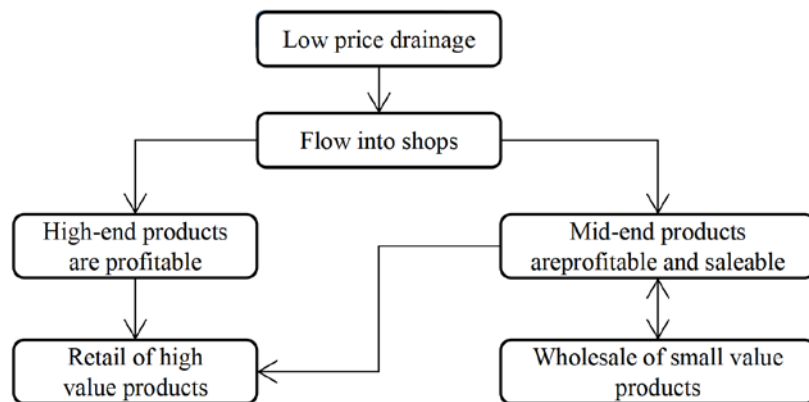 Low price drainage
Flow into shops
High-end products
are profitable
Mid-end products
areprofitable and saleable
Retail of high
value products
Wholesale of small value
products